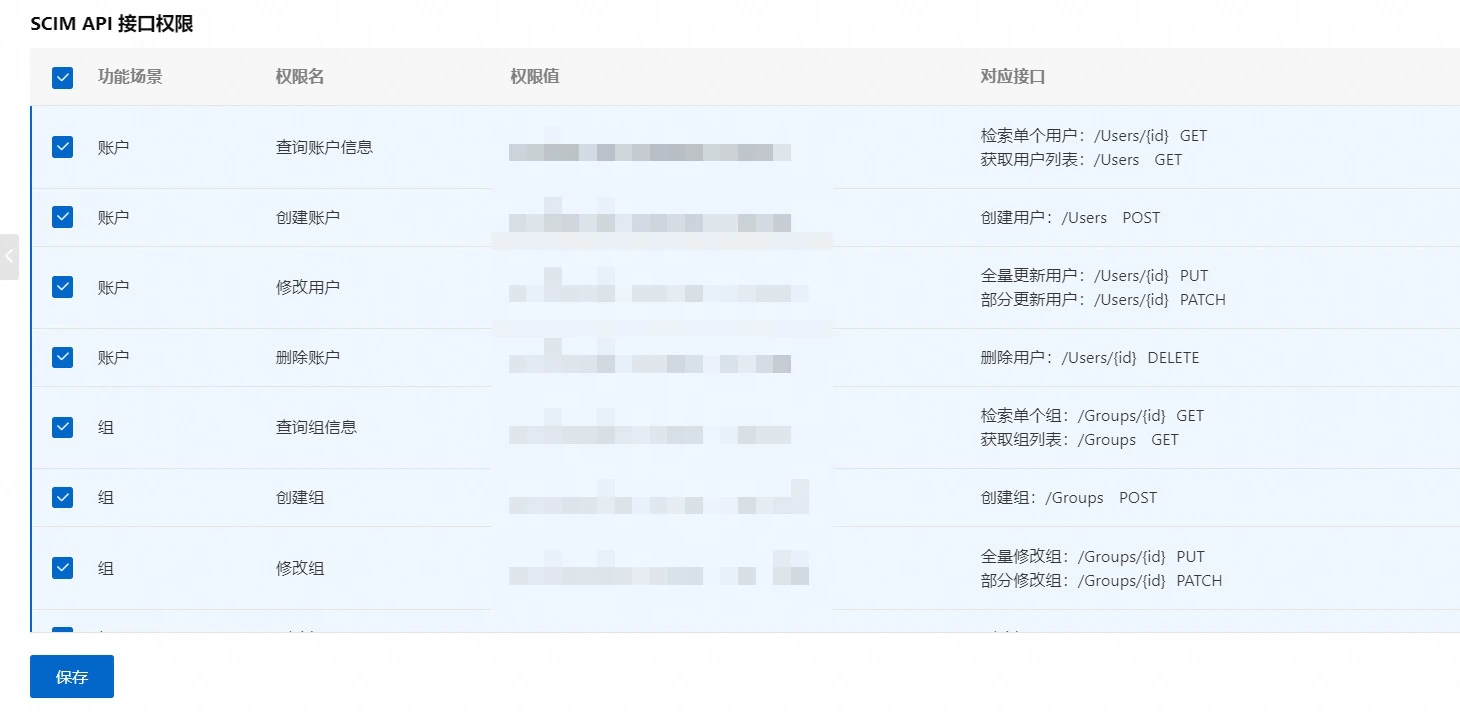 SCIM API 接口权限
功能场景 权限名 权限值 对应接口
账户 查询账户信息 检索单个用户：/Users/{id} GET
获取用户列表：/Users GET
账户 创建账户 创建用户：/Users POST
账户 修改用户 全量更新用户：/Users/{id} PUT
部分更新用户：/Users/{id} PATCH
账户 删除账户 删除用户：/Users/{id} DELETE
组 查询组信息 检索单个组：/Groups/{id} GET
获取组列表：/Groups GET
组 创建组 创建组：/Groups POST
组 修改组 全量修改组：/Groups/{id} PUT
部分修改组：/Groups/{id} PATCH
保存